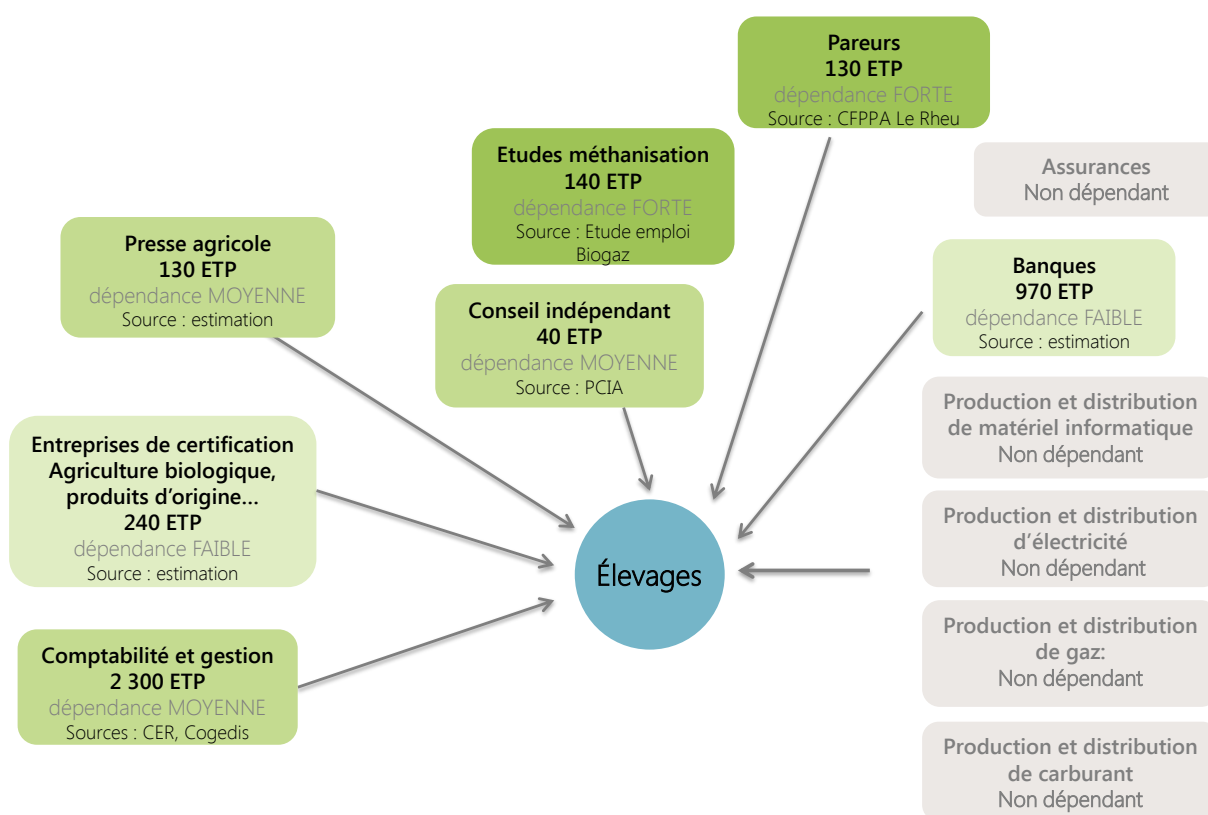 Pareurs
130 ETP
dépendance FORTE
Source : CFPPA Le Rheu
Etudes méthanisation
140 ETP
dépendance FORTE
Source : Etude emploi
Biogaz
Assurances
Non dépendant
Presse agricole
130 ETP
dépendance MOYENNE
Source : estimation
Banques
970 ETP
dépendance FAIBLE
Source : estimation
Conseil indépendant
40 ETP
dépendance MOYENNE
Source : PCIA
Production et distribution
de matériel informatique
Non dépendant
Entreprises de certification
Agriculture biologique,
produits d'origine...
240 ETP
dépendance FAIBLE
Source : estimation
Production et distribution
d'électricité
Non dépendant
Élevages
Production et distribution
de gaz:
Non dépendant
Comptabilité et gestion
2 300 ETP
dépendance MOYENNE
Sources : CER, Cogedis
Production et distribution
de carburant
Non dépendant